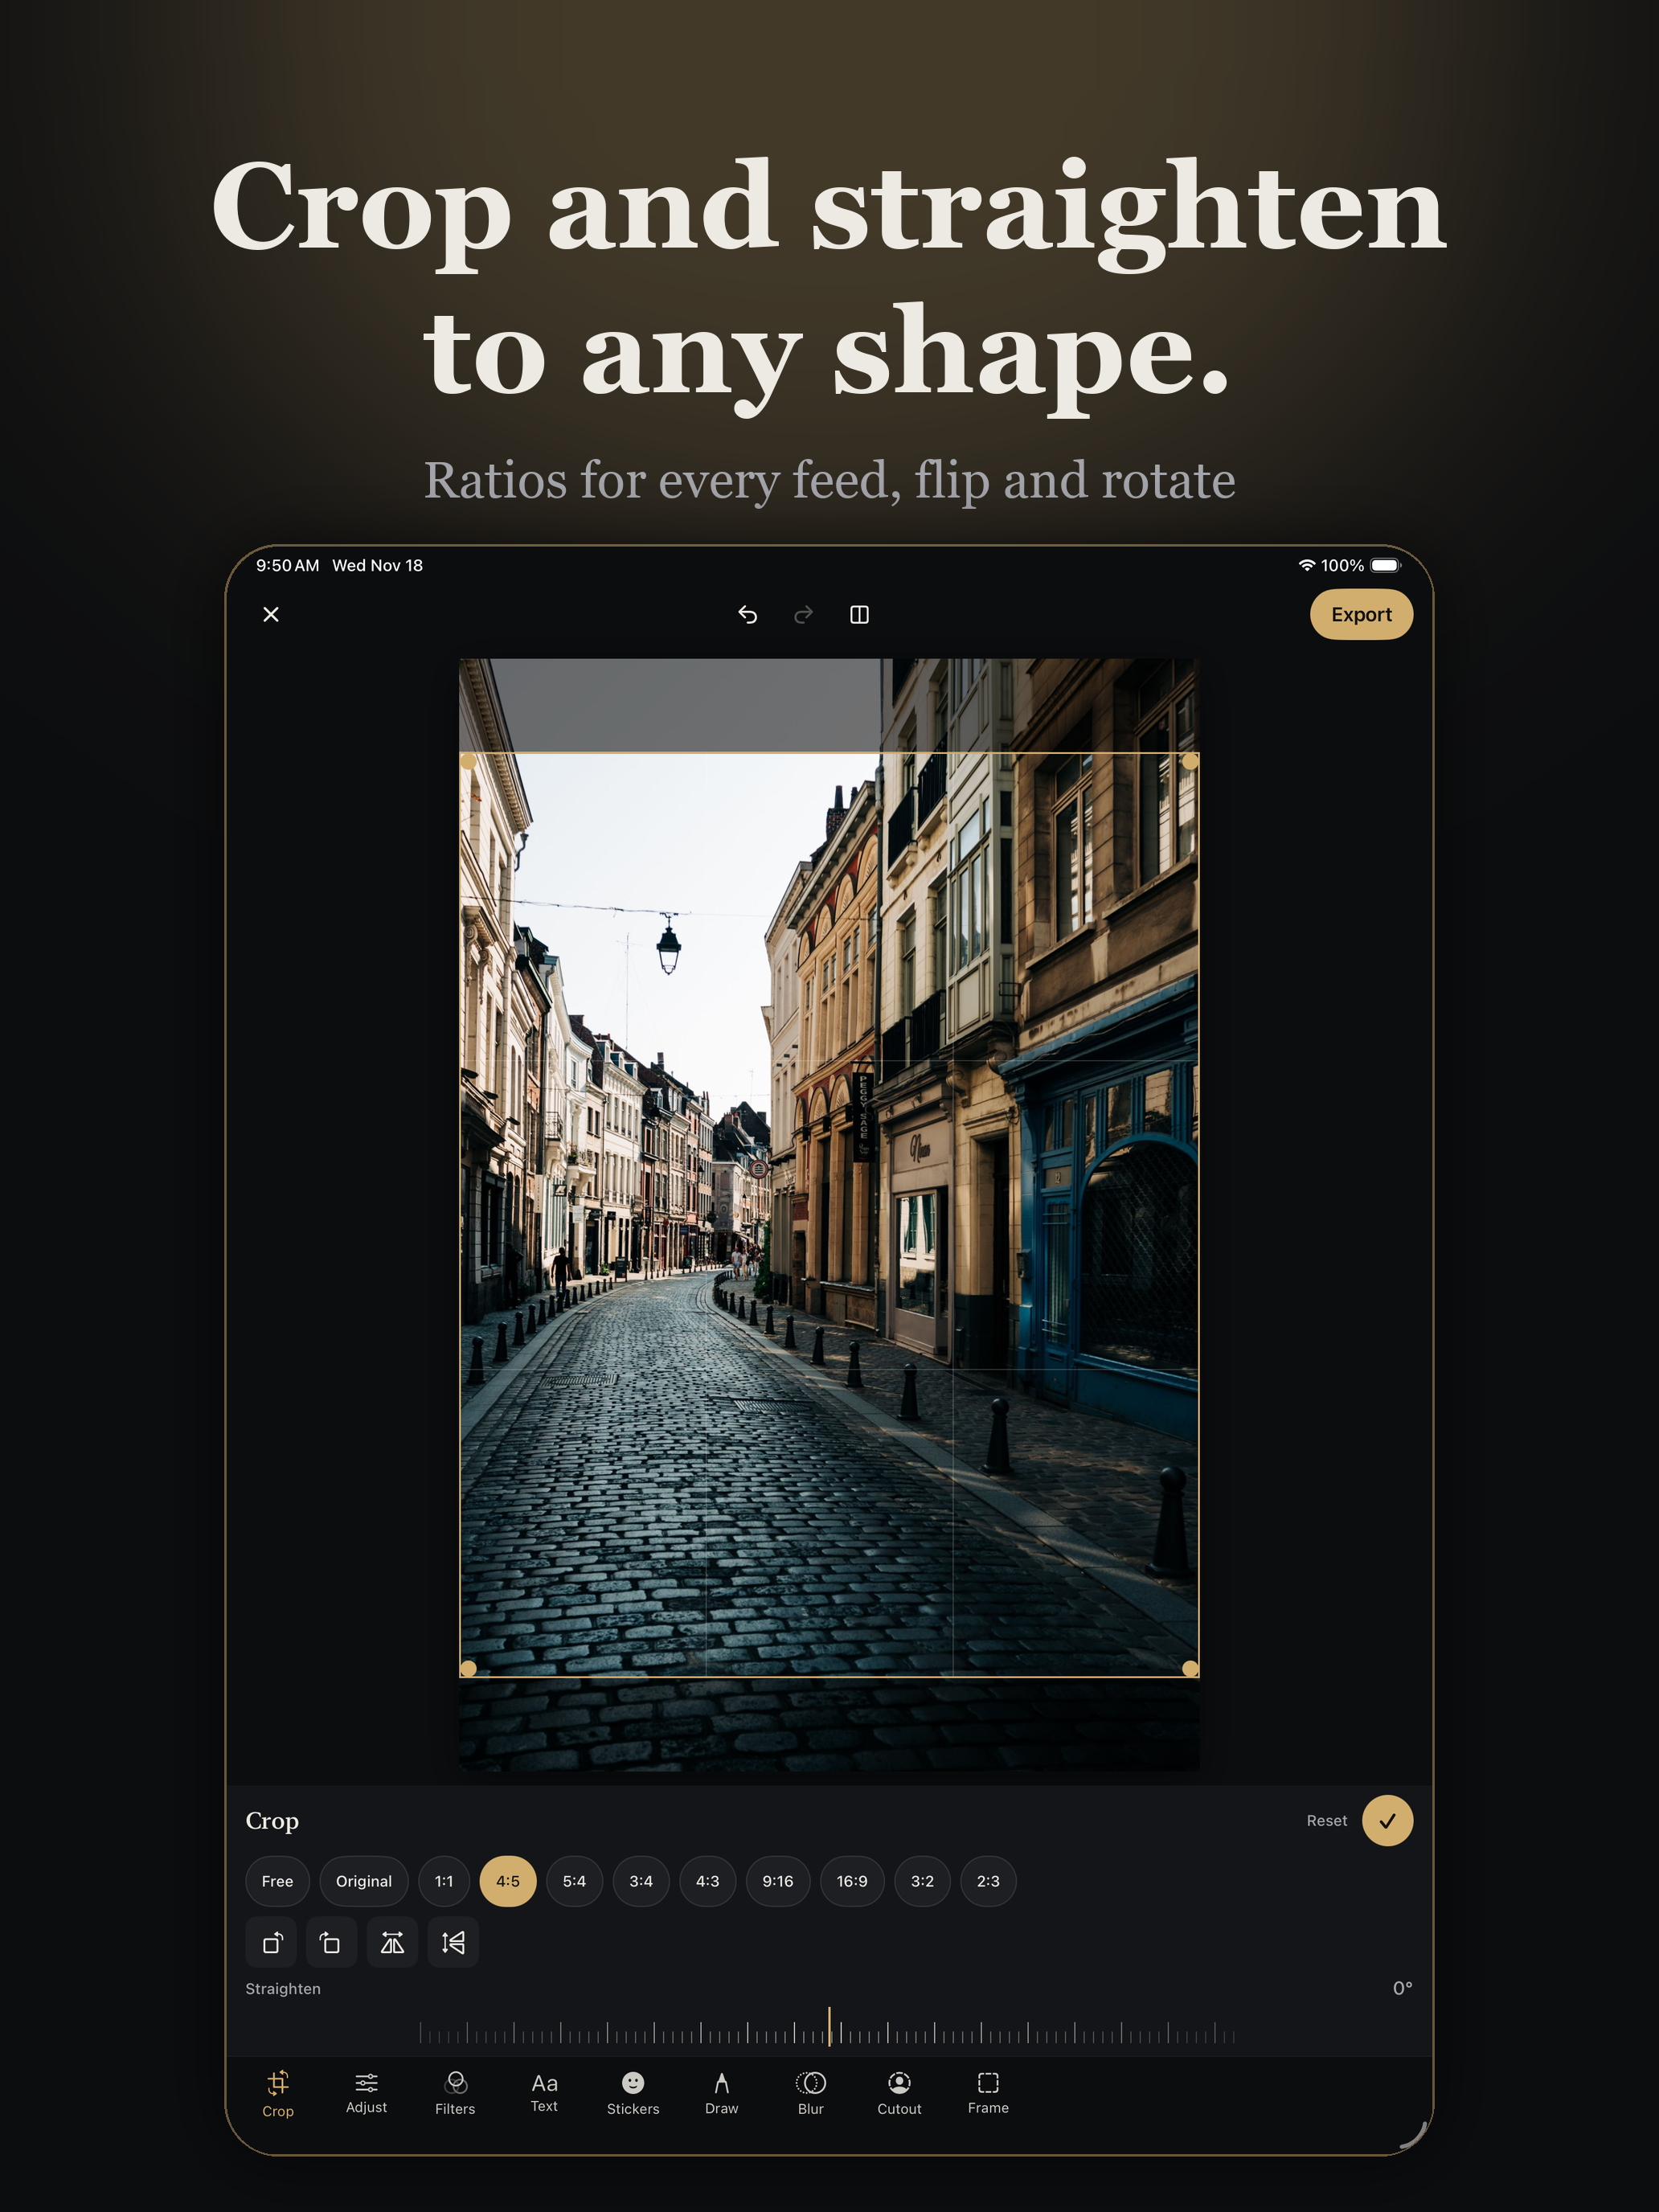 Crop and straighten
to any shape.
Ratios for every feed, flip and rotate
9:50 AM Wed Nov 18
100%
Export
PEGGY SAGE
Crop
Reset
Free Original 1:1 4:5 5:4 3:4 4:3 9:16 16:9 3:2 2:3
Straighten
0°
Aa
Crop Adjust Filters Text Stickers Draw Blur Cutout Frame